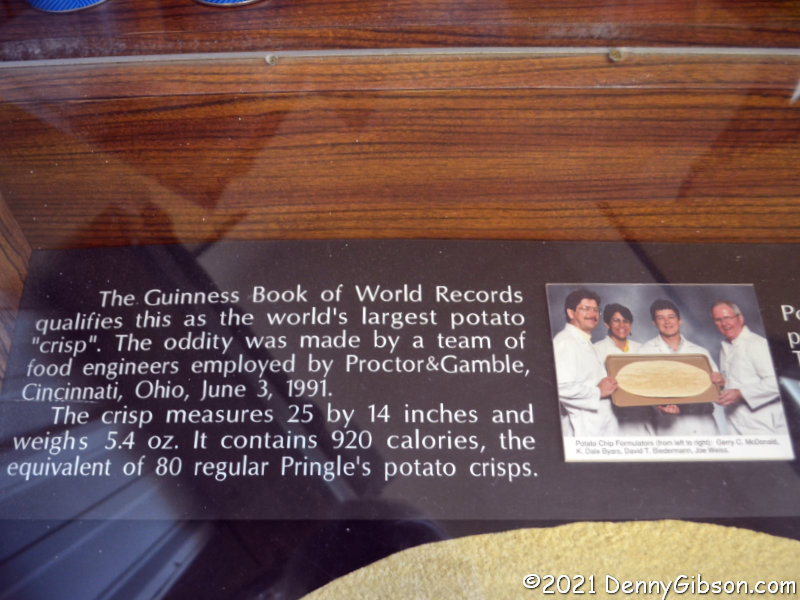 The Guinness Book of World Records
qualifies this as the world's largest potato
"crisp". The oddity was made by a team of
food engineers employed by Proctor&Gamble,
Cincinnati, Ohio, June 3, 1991.
The crisp measures 25 by 14 inches and
weighs 5.4 oz. It contains 920 calories, the
equivalent of 80 regular Pringle's potato crisps.
Potato Chip Formulators (from left to right): Gerry C. McDonald,
K. Dale Byars, David T. Biedermann, Joe Weiss.
©2021 DennyGibson.com